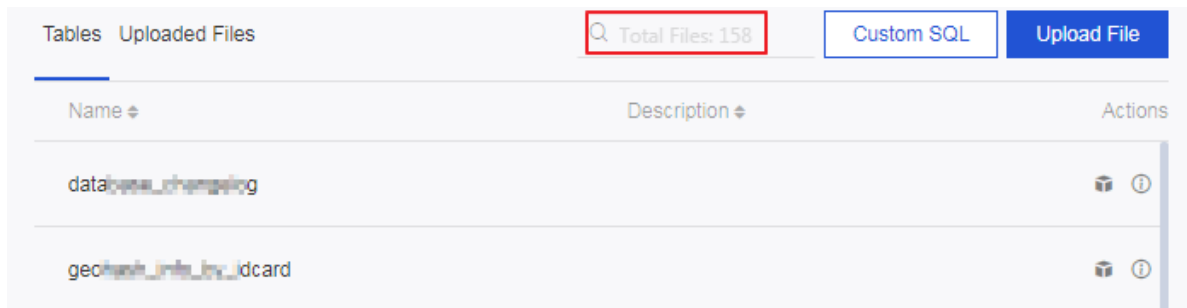 Tables Uploaded Files Total Files: 158 Custom SQL Upload File
Name Description Actions